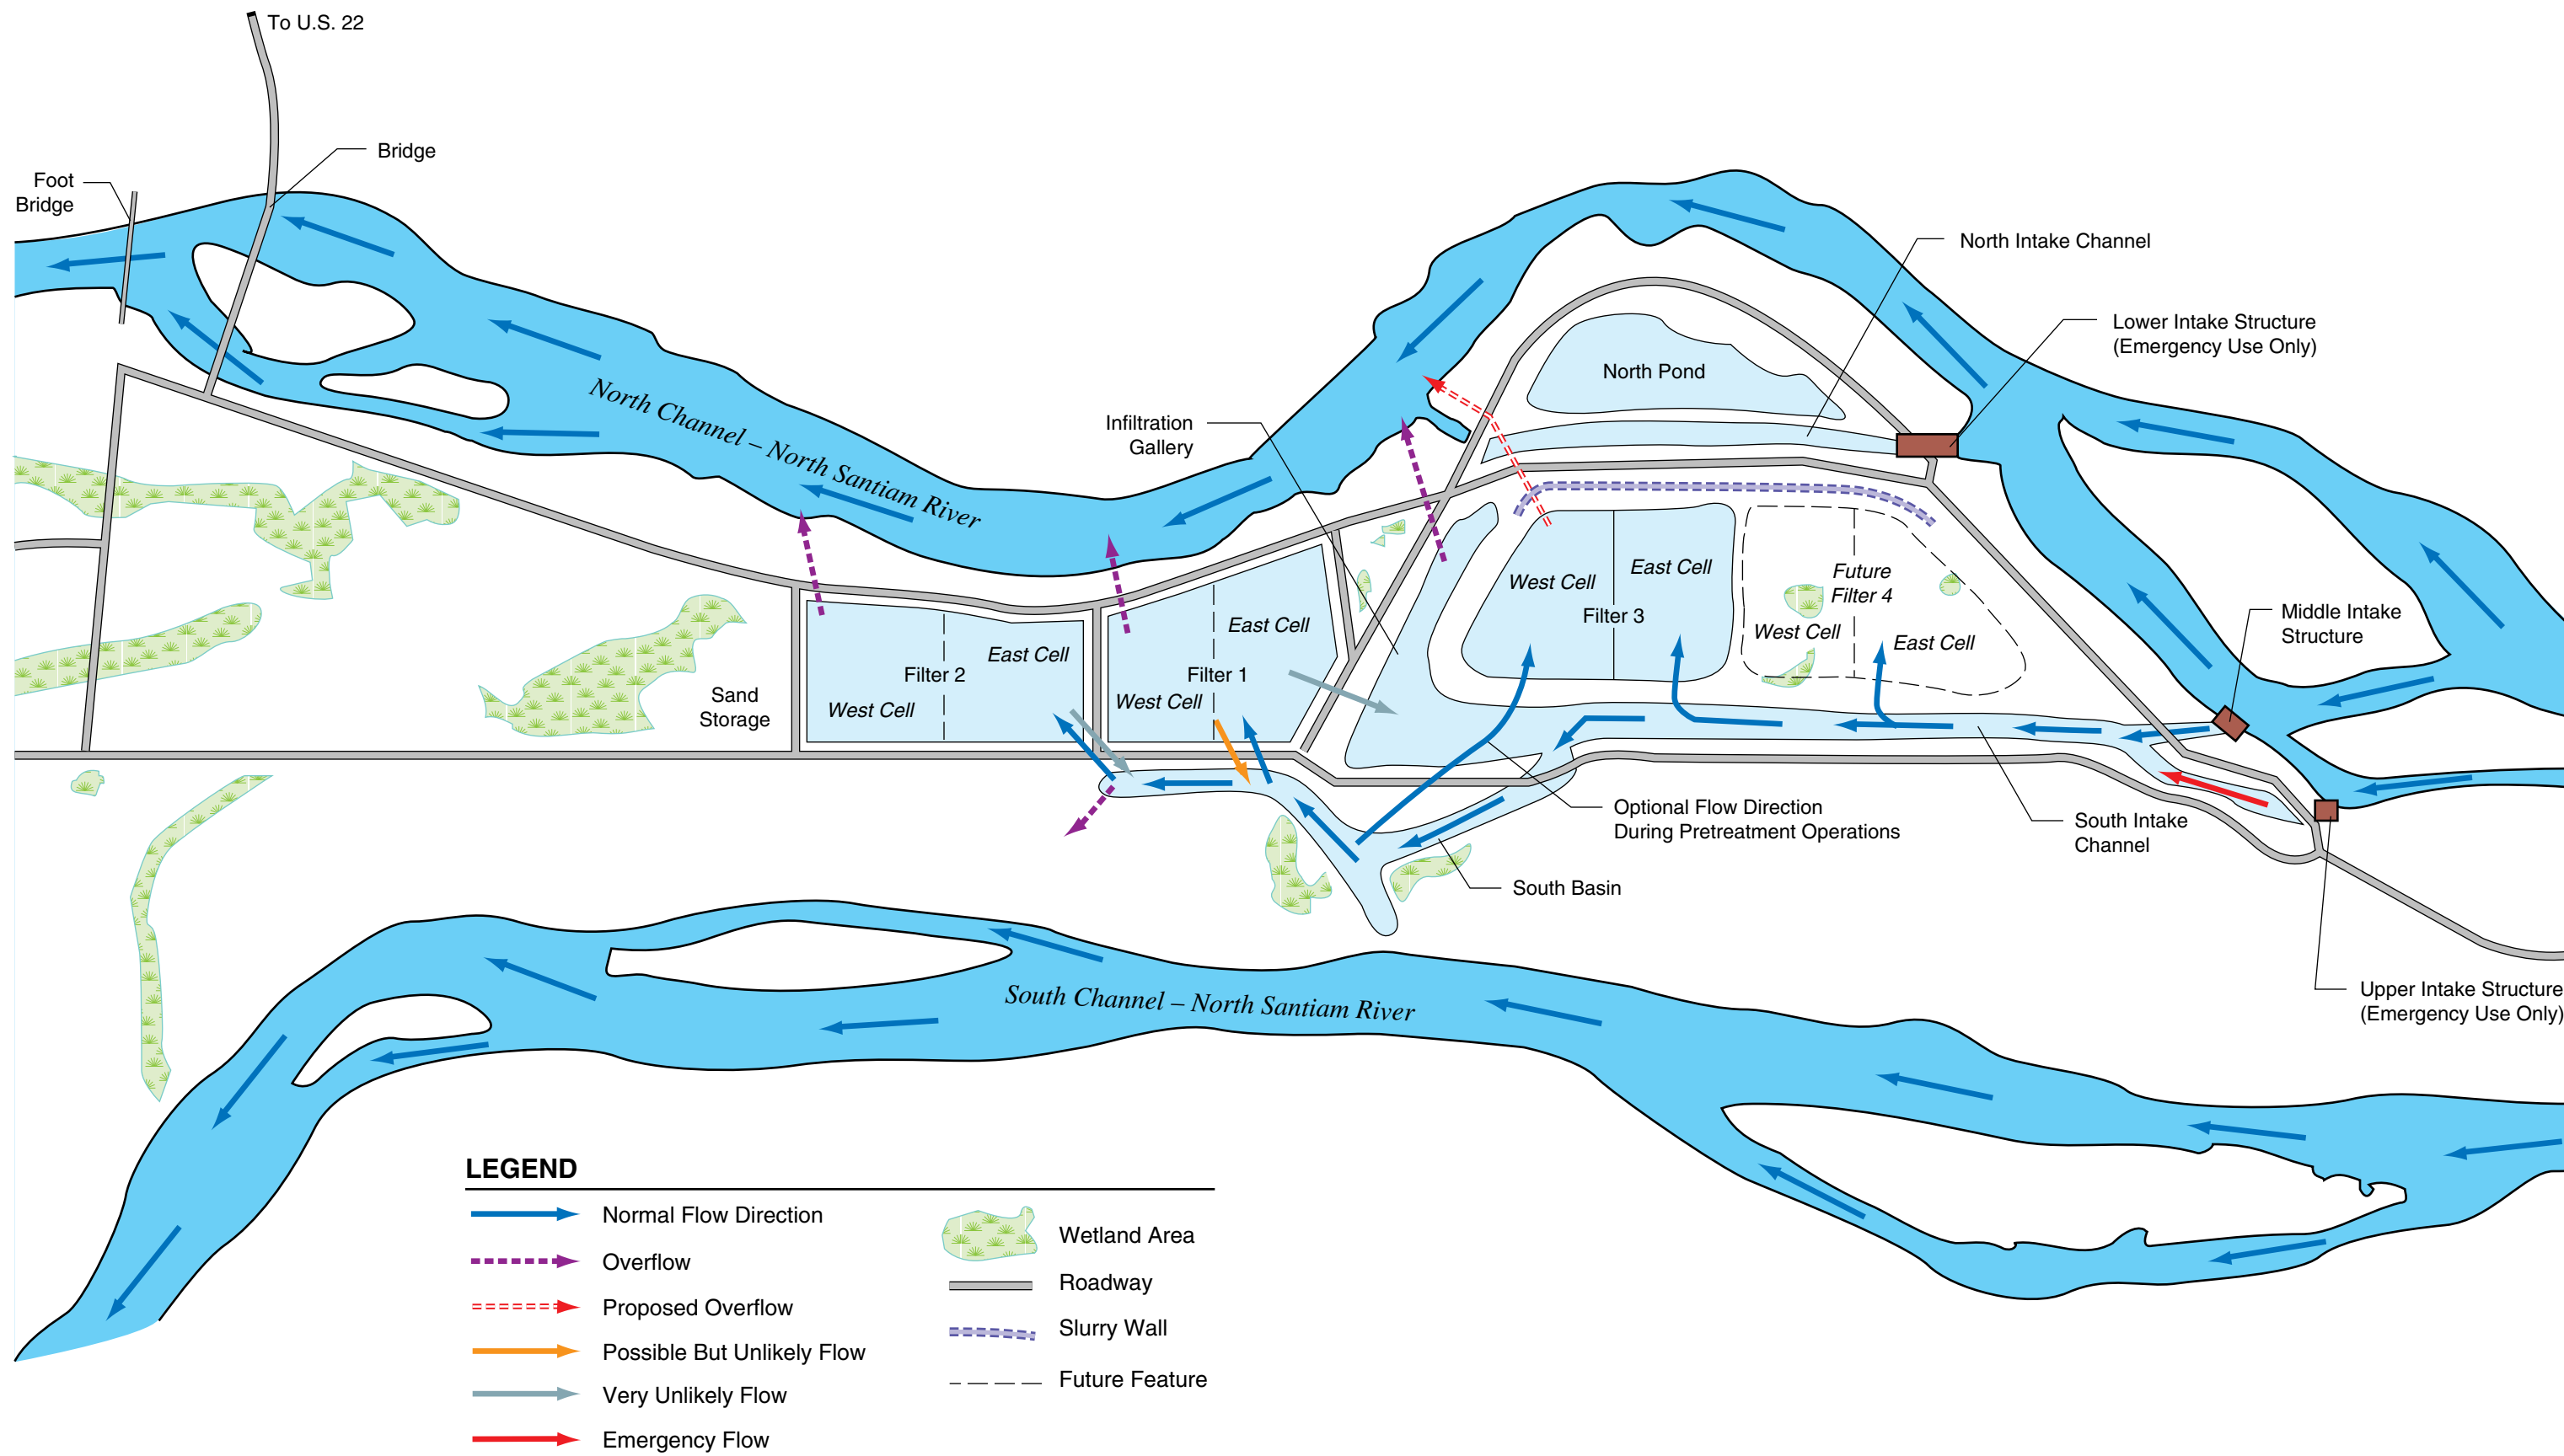 To U.S. 22
Bridge
Foot
Bridge
North Intake Channel
Lower Intake Structure
(Emergency Use Only)
North Pond
North Channel – North Santiam River
Infiltration
Gallery
West Cell
East Cell
Filter 3
Future
Filter 4
West Cell
East Cell
Middle Intake
Structure
East Cell
Filter 2
West Cell
East Cell
Filter 1
West Cell
Sand
Storage
Optional Flow Direction
During Pretreatment Operations
South Intake
Channel
South Basin
Upper Intake Structure
(Emergency Use Only)
South Channel – North Santiam River
LEGEND
Normal Flow Direction
Overflow
Proposed Overflow
Possible But Unlikely Flow
Very Unlikely Flow
Emergency Flow
Wetland Area
Roadway
Slurry Wall
Future Feature